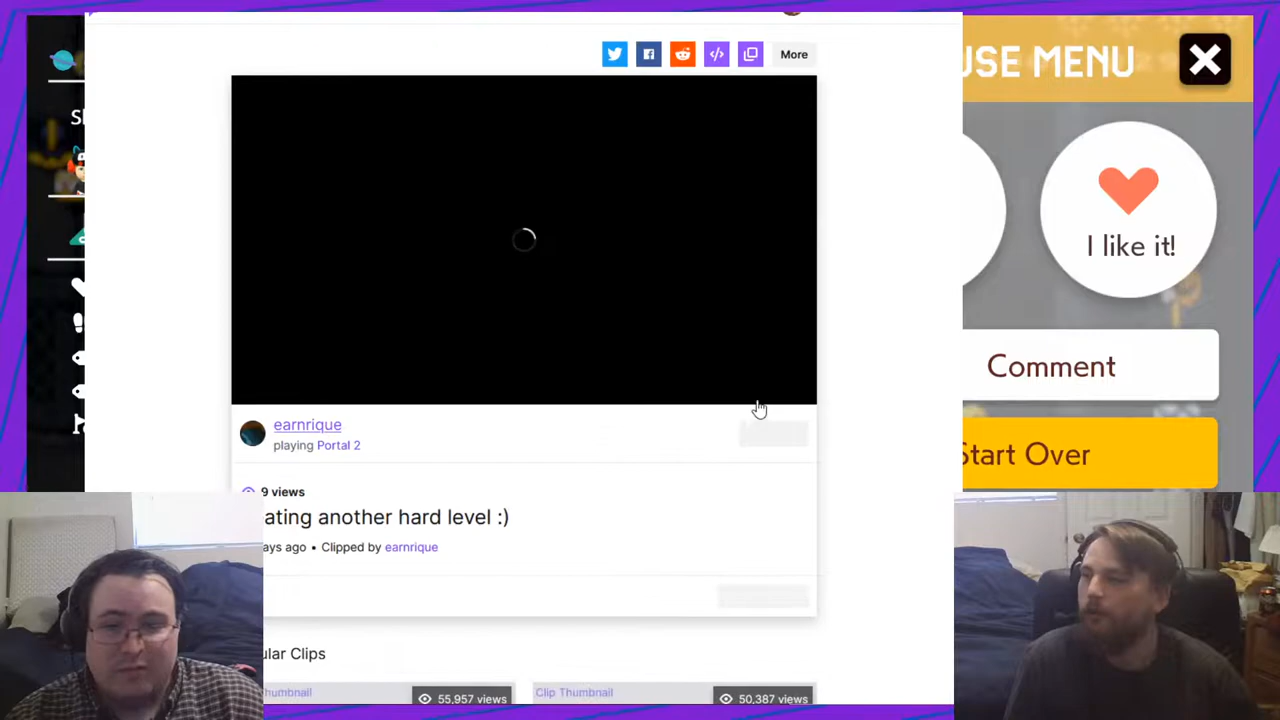 More
USE MENU
I like it!
Comment
Start Over
earnrique
playing Portal 2
9 views
ating another hard level :)
ays ago • Clipped by earnrique
ular Clips
humbnail
55,957 views
Clip Thumbnail
50,387 views